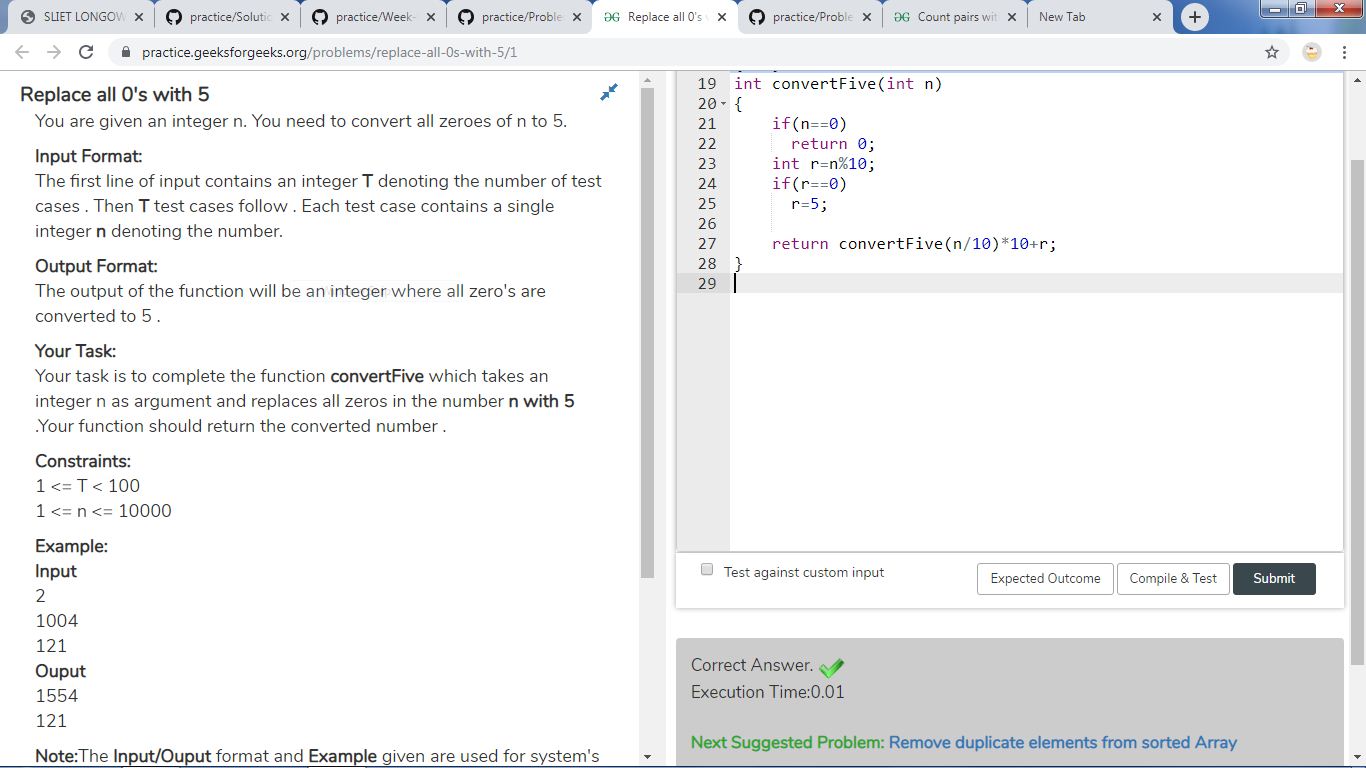 SLIET LONGOW
practice/Solutio
practice/Week-
practice/Proble
Replace all 0's v
practice/Proble
Count pairs wit
New Tab
practice.geeksforgeeks.org/problems/replace-all-0s-with-5/1
Replace all 0's with 5
You are given an integer n. You need to convert all zeroes of n to 5.
Input Format:
The first line of input contains an integer T denoting the number of test
cases . Then T test cases follow . Each test case contains a single
integer n denoting the number.
Output Format:
The output of the function will be an integer where all zero's are
converted to 5 .
Your Task:
Your task is to complete the function convertFive which takes an
integer n as argument and replaces all zeros in the number n with 5
.Your function should return the converted number .
Constraints:
1 <= T < 100
1 <= n <= 10000
Example:
Input
2
1004
121
Ouput
1554
121
Note:The Input/Ouput format and Example given are used for system's
19 int convertFive(int n)
20 {
21 if(n==0)
22 return 0;
23 int r=n%10;
24 if(r==0)
25 r=5;
26
27 return convertFive(n/10)*10+r;
28 }
29
Test against custom input
Expected Outcome
Compile & Test
Submit
Correct Answer.
Execution Time:0.01
Next Suggested Problem: Remove duplicate elements from sorted Array